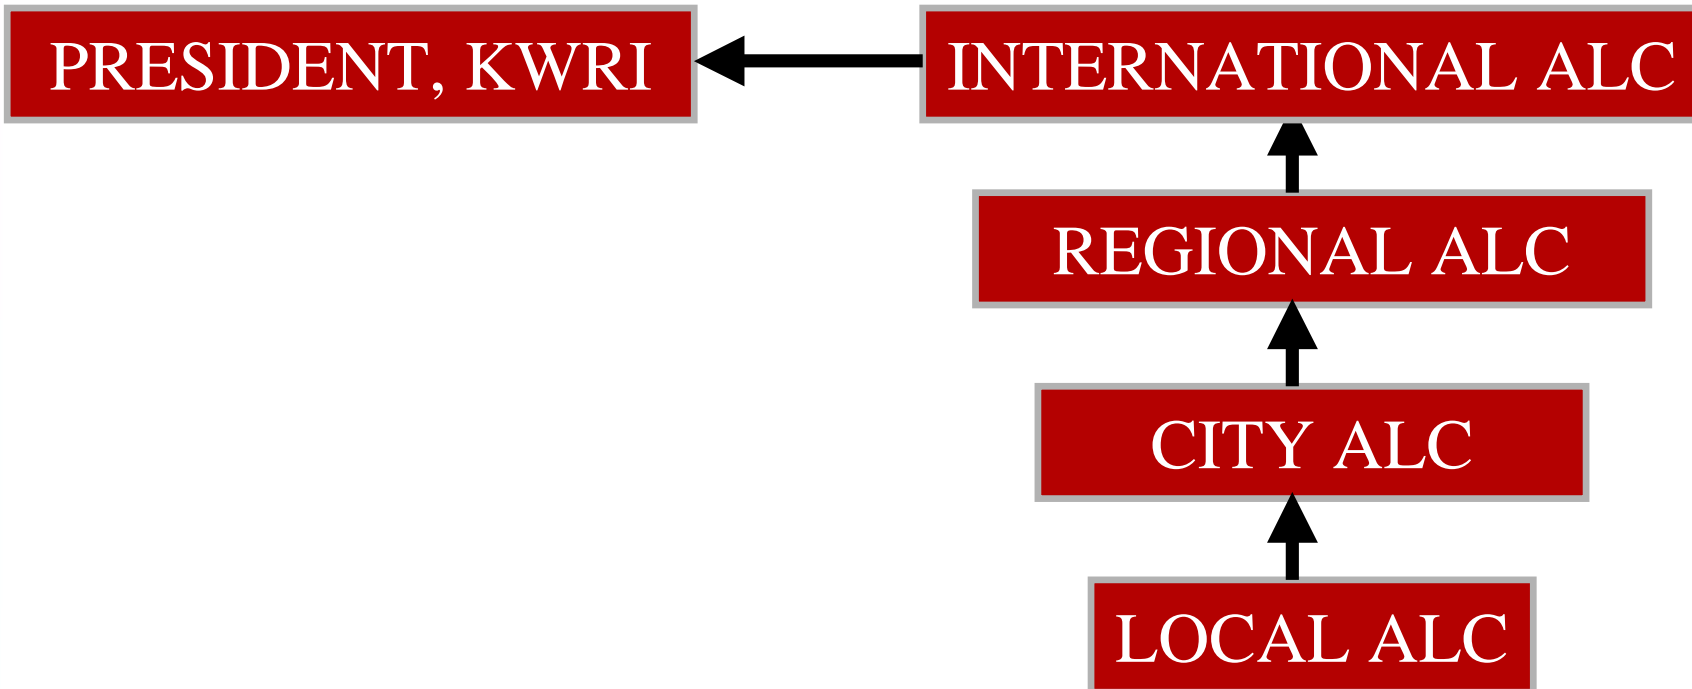 PRESIDENT, KWRI
INTERNATIONAL ALC
REGIONAL ALC
CITY ALC
LOCAL ALC